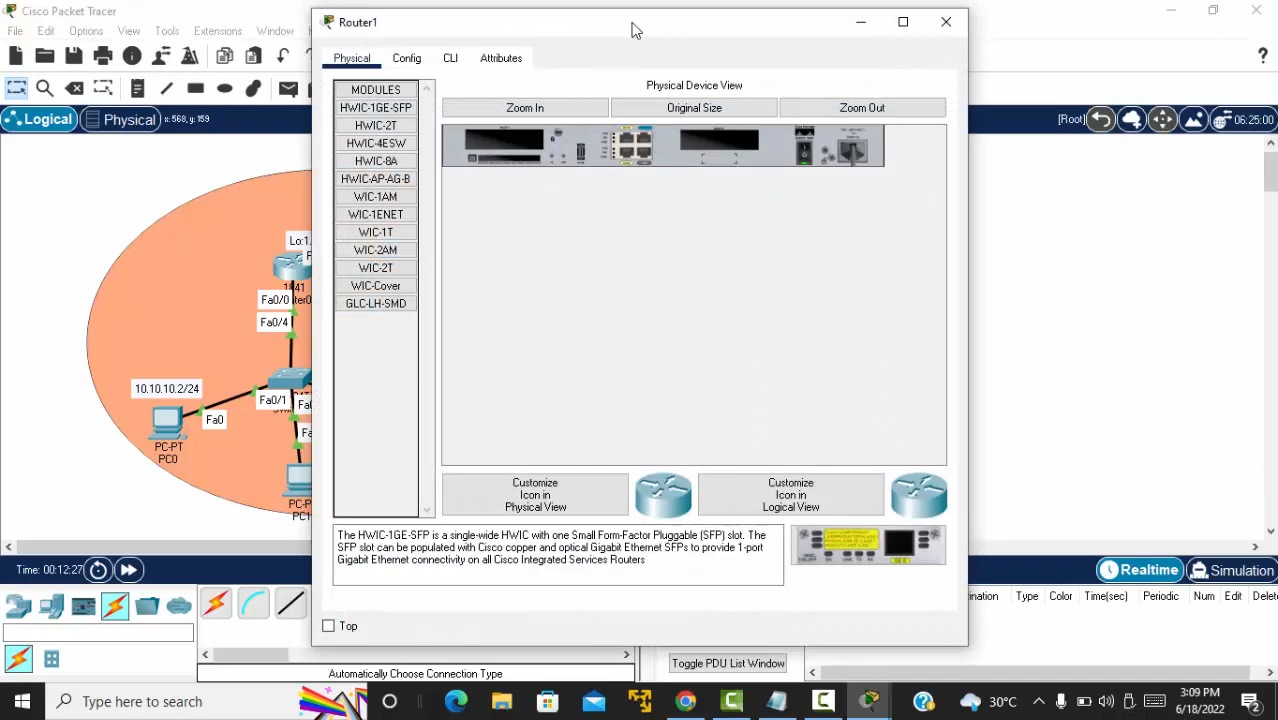 Cisco Packet Tracer
Router1
File Edit Options View Tools Extensions Window
Physical Config CLI Attributes
MODULES
HWIC-1GE-SFP
HWIC-2T
HWIC-4ESW
HWIC-8A
HWIC-AP-AG-B
WIC-1AM
WIC-1ENET
WIC-1T
WIC-2AM
WIC-2T
WIC-Cover
GLC-LH-SMD
Physical Device View
Zoom In Original Size Zoom Out
Logical Physical x: 568, y: 159
[Root] 06:25:00
Lo:1.
1841
Fa0/0
Fa0/4
10.10.10.2/24
Fa0/1
Fa0
PC-PT
PC0
Customize
Icon in
Physical View
Customize
Icon in
Logical View
The HWIC-1GE-SFP is a single-wide HWIC with one Small Form-Factor Pluggable (SFP) slot. The
SFP slot can be populated with Cisco copper and optical Gigabit Ethernet SFPs to provide 1-port
Gigabit Ethernet connectivity on all Cisco Integrated Services Routers
Top
Time: 00:12:27
Realtime Simulation
Type Color Time(sec) Periodic Num Edit Delete
Automatically Choose Connection Type
Toggle PDU List Window
Type here to search
30°C
3:09 PM
6/18/2022
2